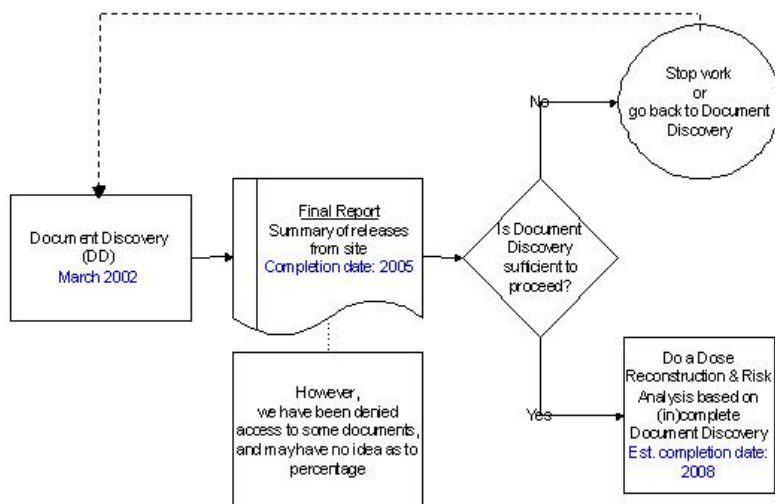 Stop work
or
go back to Document
Discovery
No
Document Discovery
(DD)
March 2002
Final Report
Summary of releases
from site
Completion date: 2005
Is Document
Discovery
sufficient to
proceed?
However,
we have been denied
access to some documents,
and may have no idea as to
percentage
Yes
Do a Dose
Reconstruction & Risk
Analysis based on
(in)complete
Document Discovery
Est. completion date:
2008